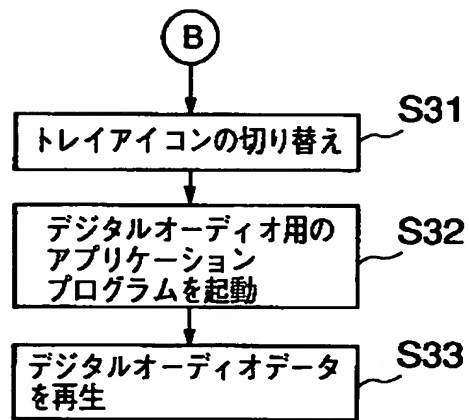 B
トレイアイコンの切り替え
S31
デジタルオーディオ用の
アプリケーション
プログラムを起動
S32
デジタルオーディオデータ
を再生
S33